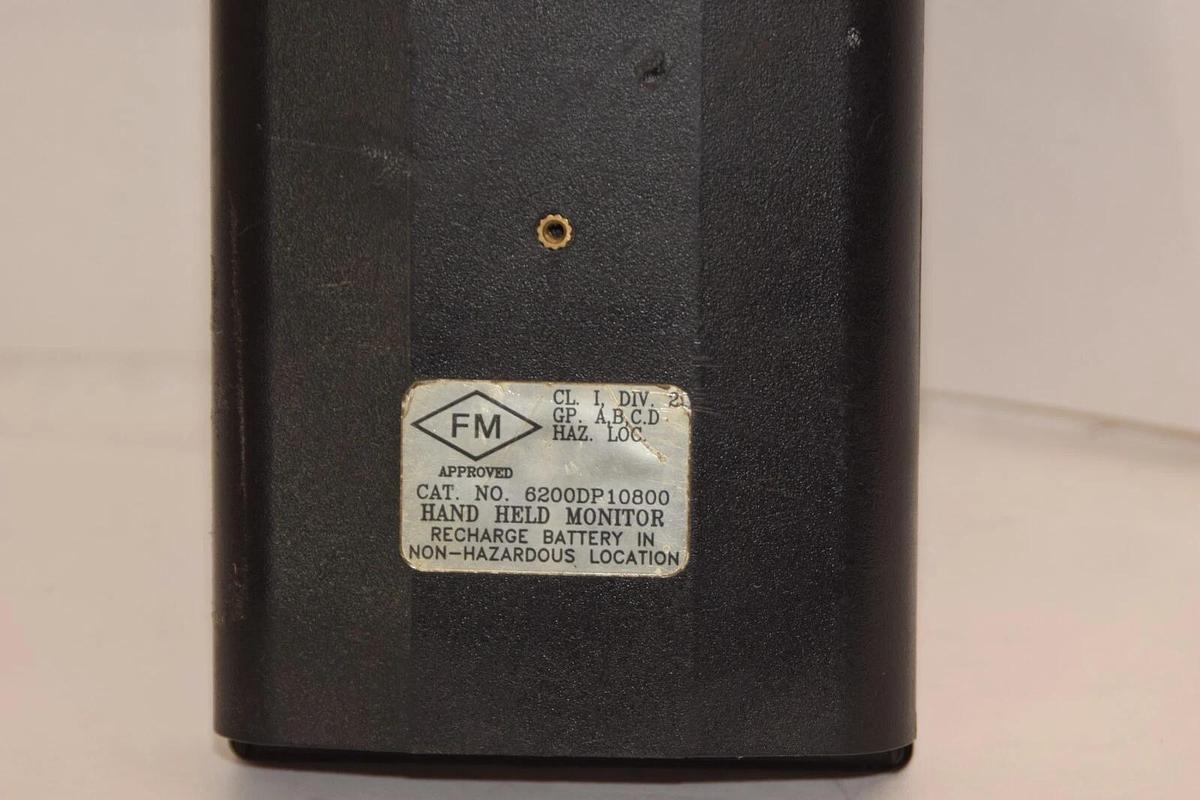 FM
APPROVED
CL. I, DIV. 2
GP. A,B,C,D
HAZ. LOC.
CAT. NO. 6200DP10800
HAND HELD MONITOR
RECHARGE BATTERY IN
NON-HAZARDOUS LOCATION